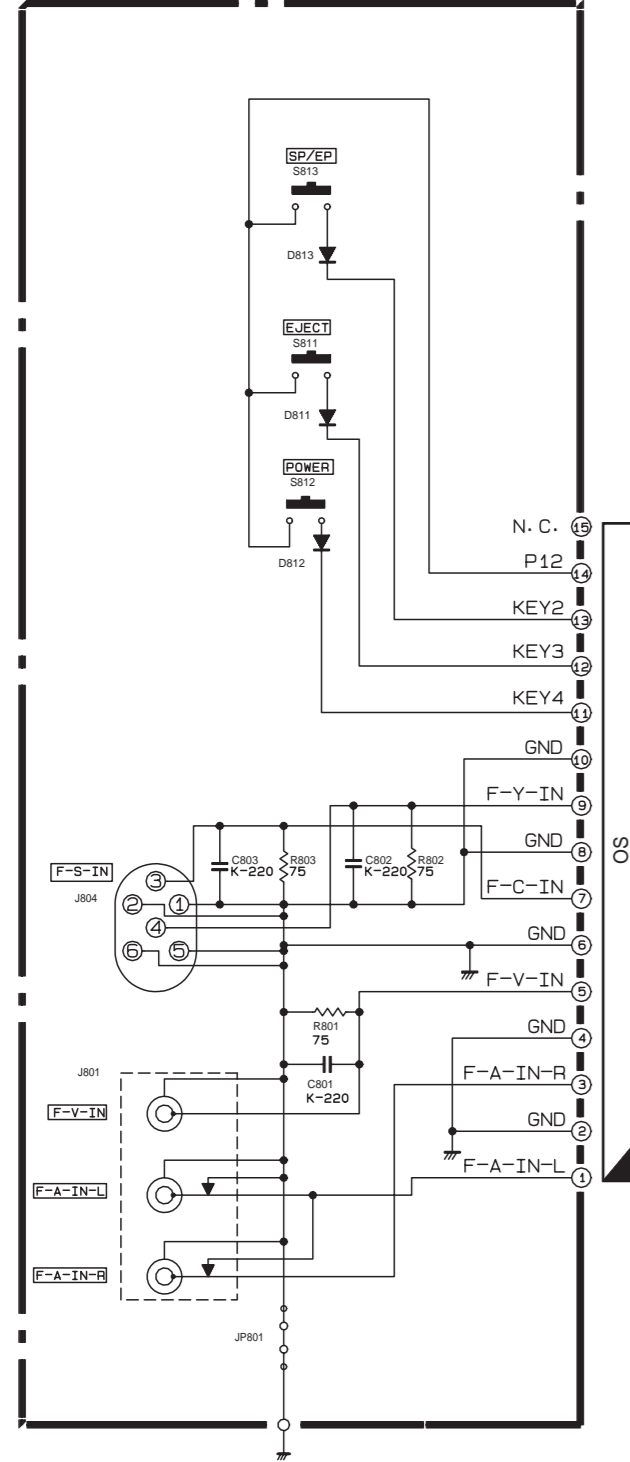 SP/EP
S813
D813
EJECT
S811
D811
POWER
S812
D812
N.C. 15
P12 14
KEY2 13
KEY3 12
KEY4 11
GND 10
F-Y-IN 9
GND 8
F-C-IN 7
GND 6
F-V-IN 5
GND 4
F-A-IN-R 3
GND 2
F-A-IN-L 1
OS
F-S-IN
J804
3
2 1
4
6 5
C803
K-220
R803
75
C802
K-220
R802
75
R801
75
C801
K-220
J801
F-V-IN
F-A-IN-L
F-A-IN-R
JP801